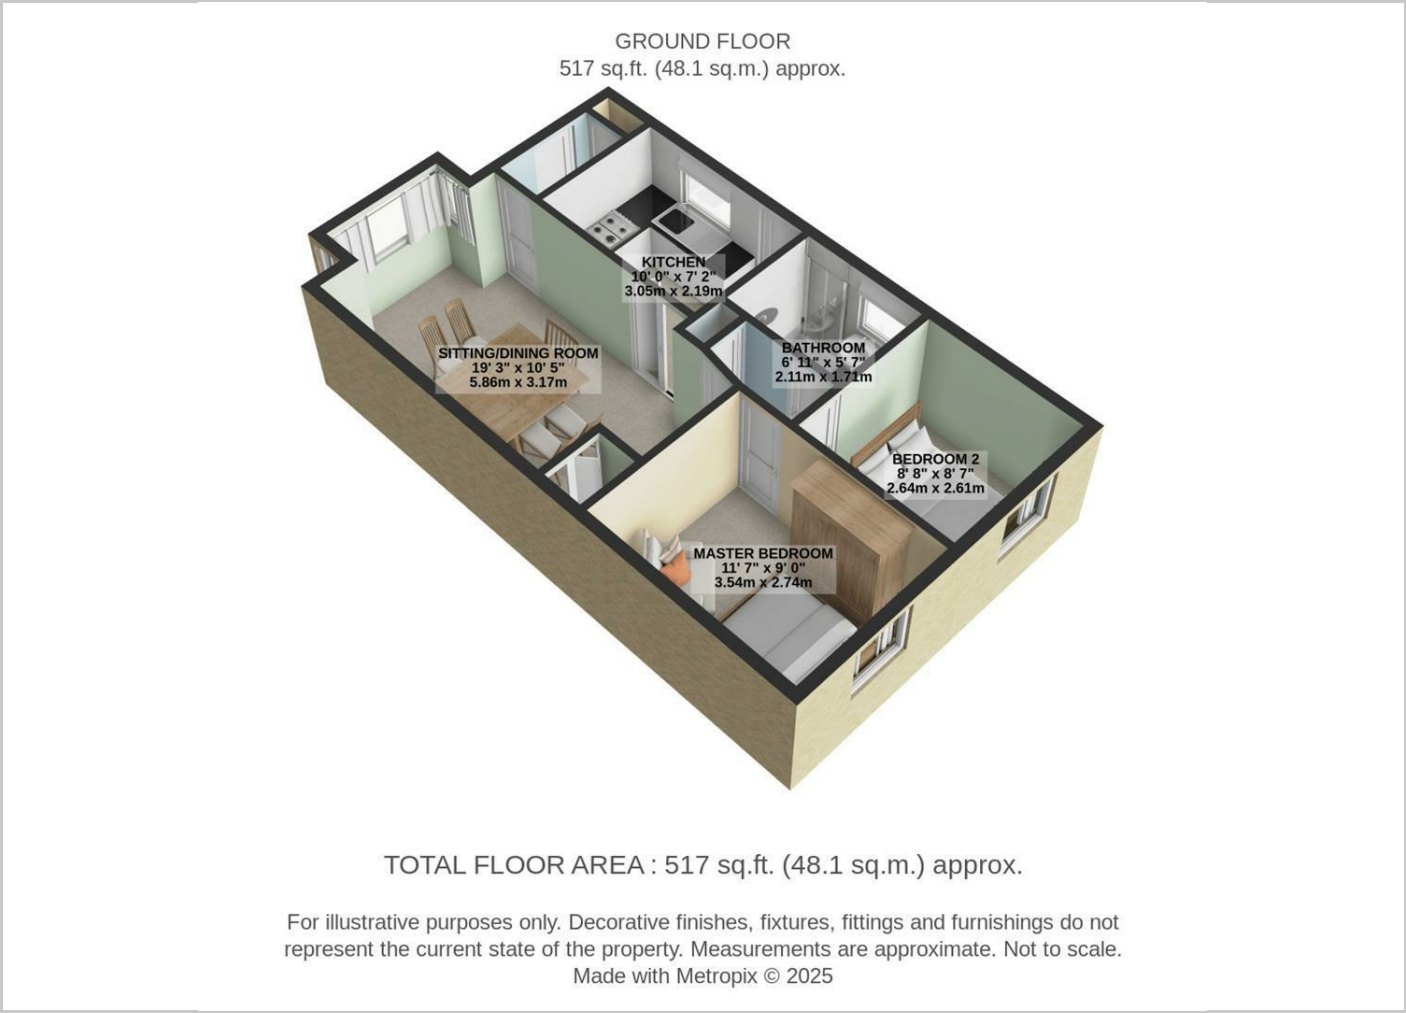 GROUND FLOOR
517 sq.ft. (48.1 sq.m.) approx.
KITCHEN
10' 0" x 7' 2"
3.05m x 2.19m
BATHROOM
6' 11" x 5' 7"
2.11m x 1.71m
SITTING/DINING ROOM
19' 3" x 10' 5"
5.86m x 3.17m
BEDROOM 2
8' 8" x 8' 7"
2.64m x 2.61m
MASTER BEDROOM
11' 7" x 9' 0"
3.54m x 2.74m
TOTAL FLOOR AREA : 517 sq.ft. (48.1 sq.m.) approx.
For illustrative purposes only. Decorative finishes, fixtures, fittings and furnishings do not
represent the current state of the property. Measurements are approximate. Not to scale.
Made with Metropix © 2025